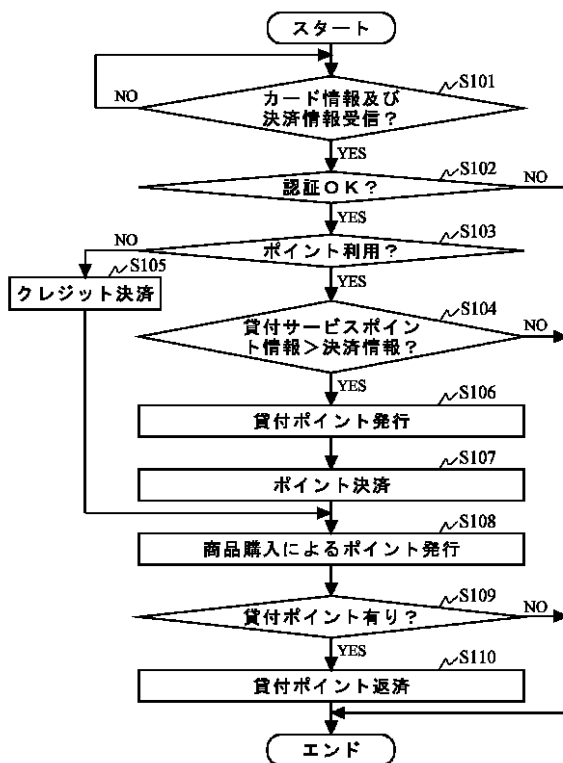 スタート
S101
カード情報及び
決済情報受信？
NO
YES
S102
認証ＯＫ？
NO
YES
S103
ポイント利用？
NO
YES
S105
クレジット決済
S104
貸付サービスポイン
ト情報＞決済情報？
NO
YES
S106
貸付ポイント発行
S107
ポイント決済
S108
商品購入によるポイント発行
S109
貸付ポイント有り？
NO
YES
S110
貸付ポイント返済
エンド